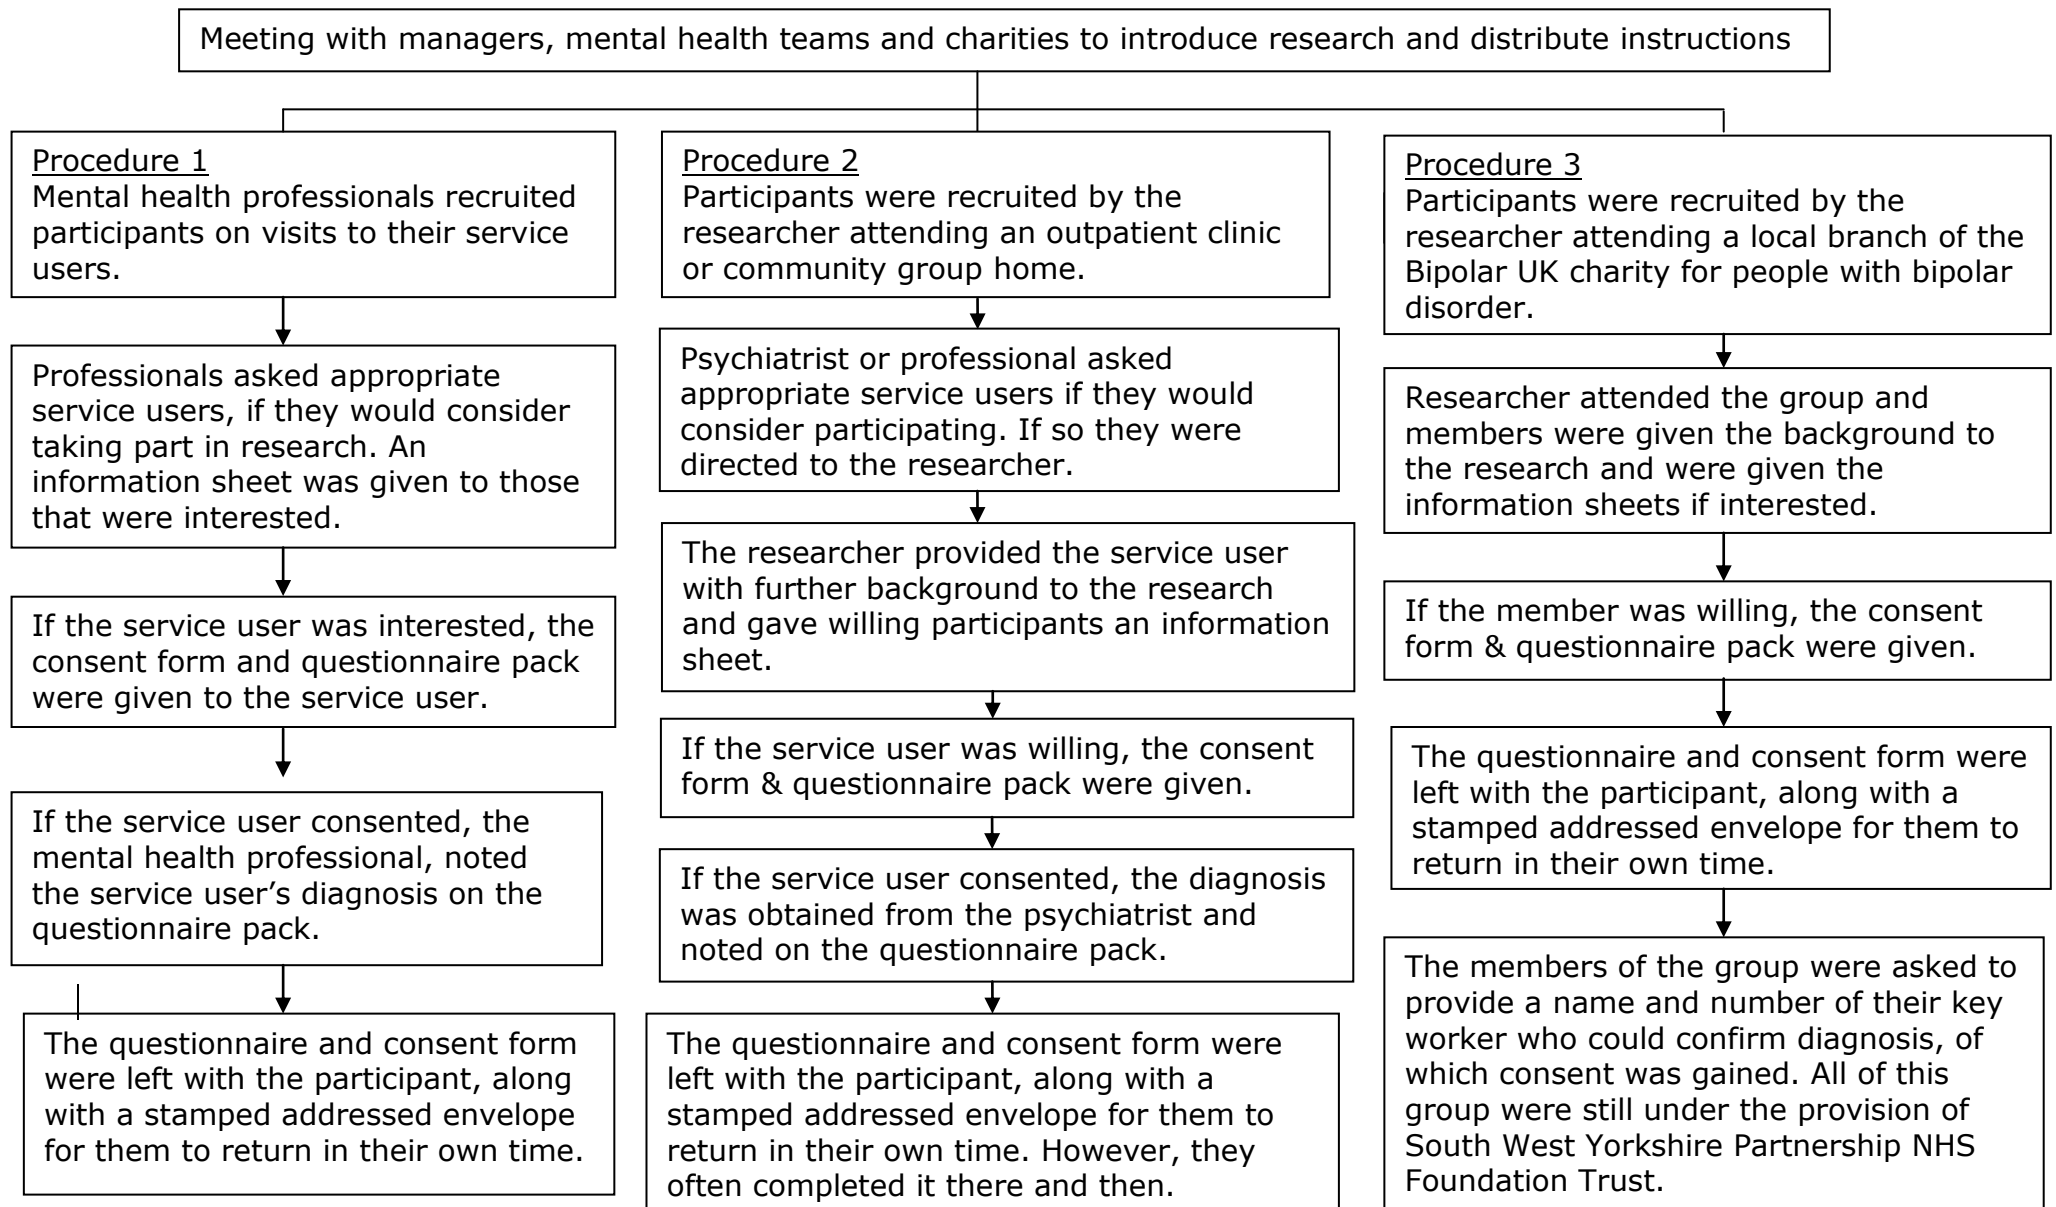 Meeting with managers, mental health teams and charities to introduce research and distribute instructions
Procedure 1
Mental health professionals recruited
participants on visits to their service
users.
Professionals asked appropriate
service users, if they would consider
taking part in research. An
information sheet was given to those
that were interested.
If the service user was interested, the
consent form and questionnaire pack
were given to the service user.
If the service user consented, the
mental health professional, noted
the service user’s diagnosis on the
questionnaire pack.
The questionnaire and consent form
were left with the participant, along
with a stamped addressed envelope
for them to return in their own time.
Procedure 2
Participants were recruited by the
researcher attending an outpatient clinic
or community group home.
Psychiatrist or professional asked
appropriate service users if they would
consider participating. If so they were
directed to the researcher.
The researcher provided the service user
with further background to the research
and gave willing participants an information
sheet.
If the service user was willing, the consent
form & questionnaire pack were given.
If the service user consented, the diagnosis
was obtained from the psychiatrist and
noted on the questionnaire pack.
The questionnaire and consent form were
left with the participant, along with a
stamped addressed envelope for them to
return in their own time. However, they
often completed it there and then.
Procedure 3
Participants were recruited by the
researcher attending a local branch of the
Bipolar UK charity for people with bipolar
disorder.
Researcher attended the group and
members were given the background to
the research and were given the
information sheets if interested.
If the member was willing, the consent
form & questionnaire pack were given.
The questionnaire and consent form were
left with the participant, along with a
stamped addressed envelope for them to
return in their own time.
The members of the group were asked to
provide a name and number of their key
worker who could confirm diagnosis, of
which consent was gained. All of this
group were still under the provision of
South West Yorkshire Partnership NHS
Foundation Trust.